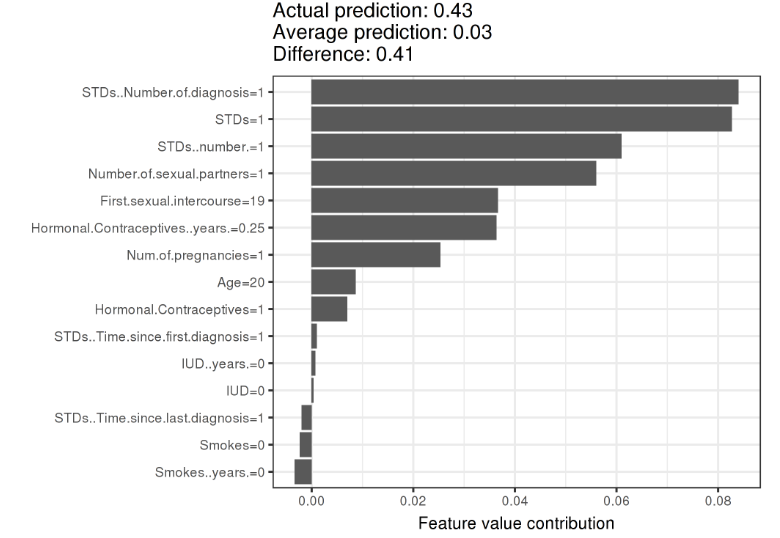 Actual prediction: 0.43
Average prediction: 0.03
Difference: 0.41
STDs..Number.of.diagnosis=1
STDs=1
STDs..number.=1
Number.of.sexual.partners=1
First.sexual.intercourse=19
Hormonal.Contraceptives..years.=0.25
Num.of.pregnancies=1
Age=20
Hormonal.Contraceptives=1
STDs..Time.since.first.diagnosis=1
IUD..years.=0
IUD=0
STDs..Time.since.last.diagnosis=1
Smokes=0
Smokes..years.=0
0.00 0.02 0.04 0.06 0.08
Feature value contribution